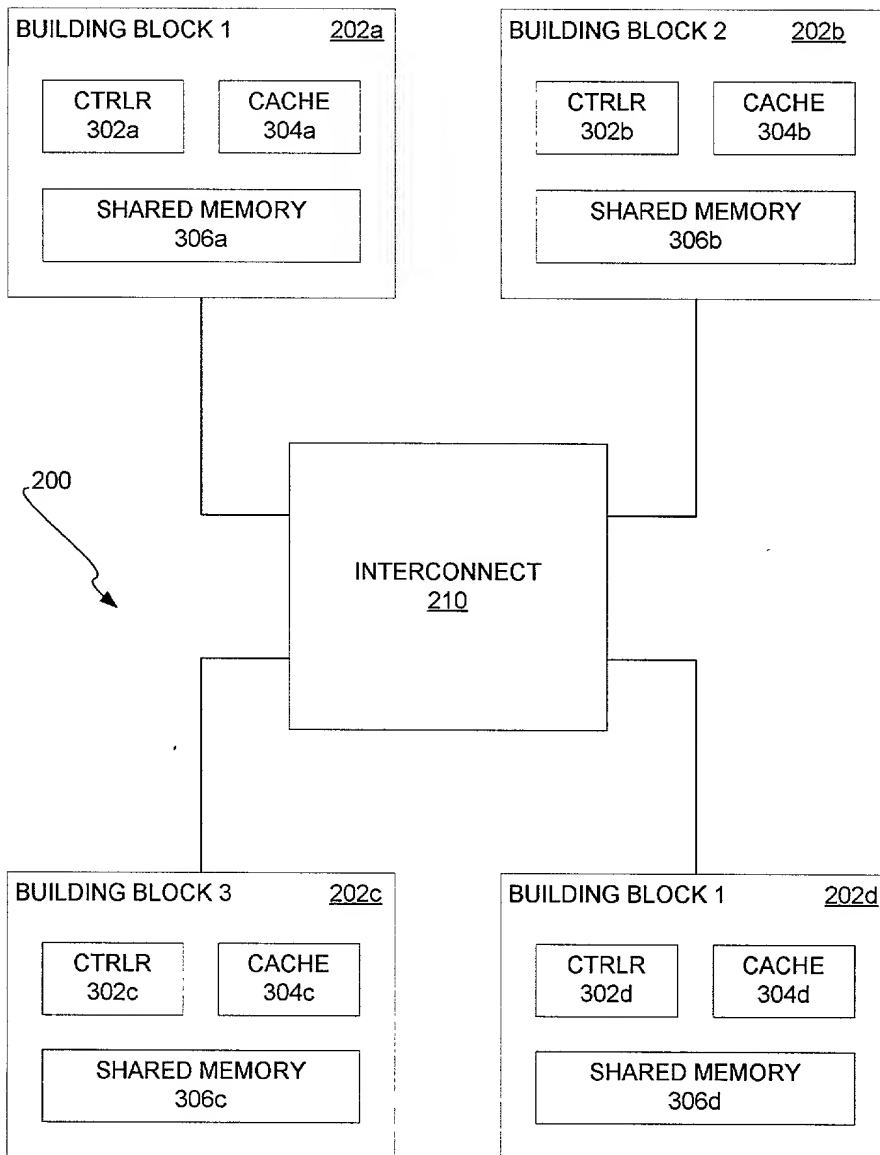 BUILDING BLOCK 1 202a
CTRLR
302a
CACHE
304a
SHARED MEMORY
306a
BUILDING BLOCK 2 202b
CTRLR
302b
CACHE
304b
SHARED MEMORY
306b
200
INTERCONNECT
210
BUILDING BLOCK 3 202c
CTRLR
302c
CACHE
304c
SHARED MEMORY
306c
BUILDING BLOCK 1 202d
CTRLR
302d
CACHE
304d
SHARED MEMORY
306d